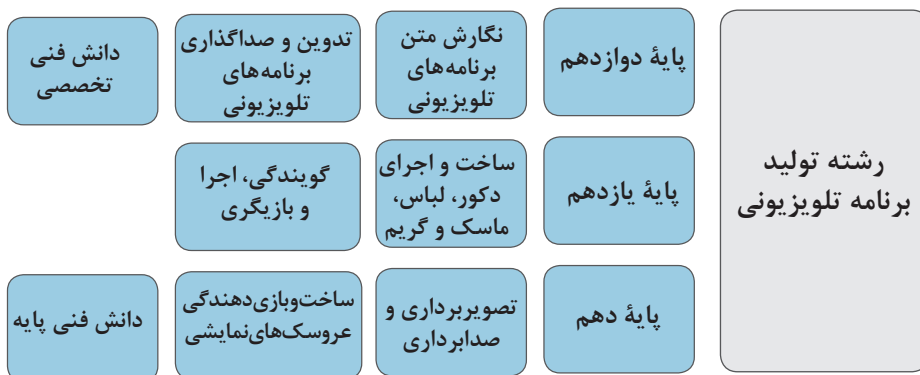 رشته تولید
برنامه تلویزیونی
پایهٔ دوازدهم
نگارش متن
برنامه‌های
تلویزیونی
تدوین و صداگذاری
برنامه‌های
تلویزیونی
دانش فنی
تخصصی
پایهٔ یازدهم
ساخت و اجرای
دکور، لباس،
ماسک و گریم
گویندگی، اجرا
و بازیگری
پایهٔ دهم
تصویربرداری و
صدابرداری
ساخت‌وبازی‌دهندگی
عروسک‌های‌نمایشی
دانش فنی پایه